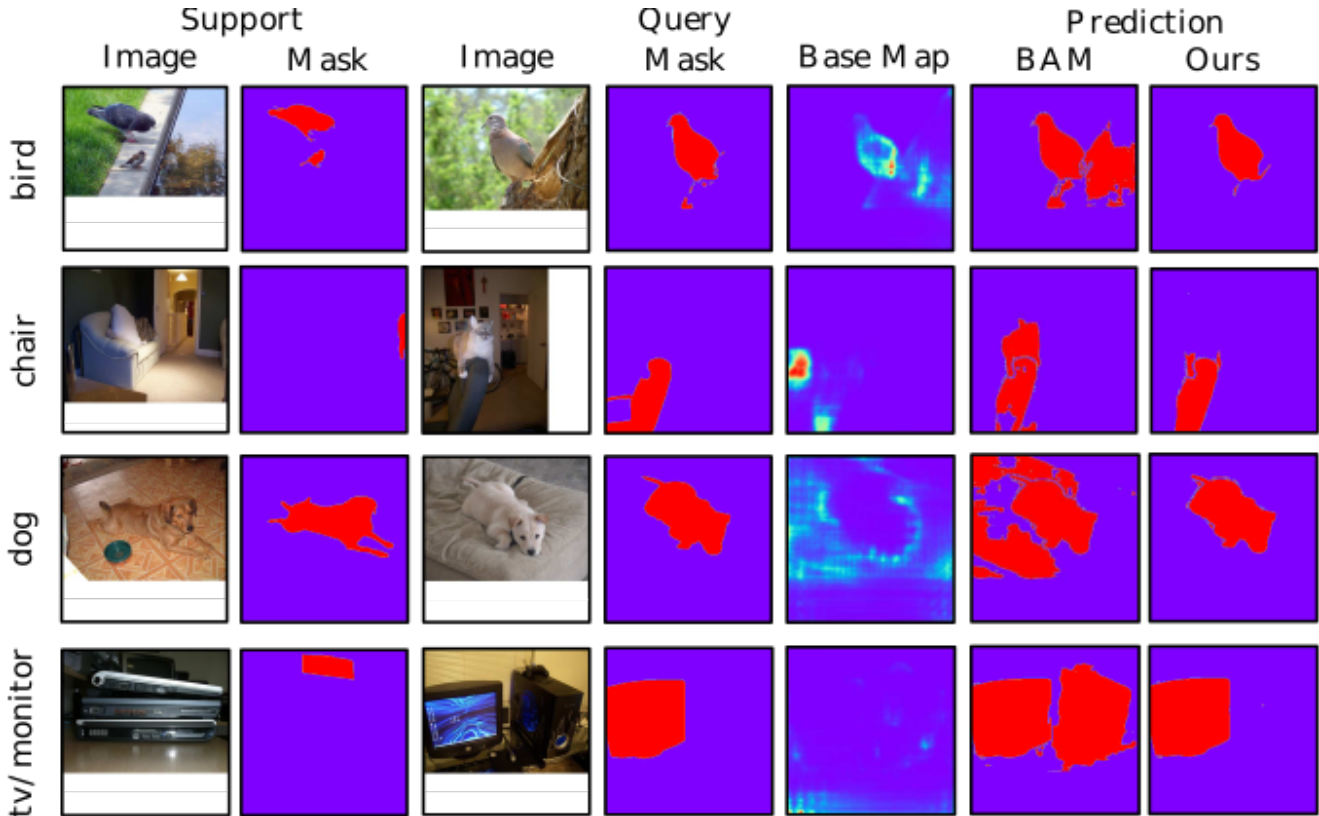 Support Query Prediction
Image Mask Image Mask Base Map BAM Ours
bird
chair
dog
tv/monitor